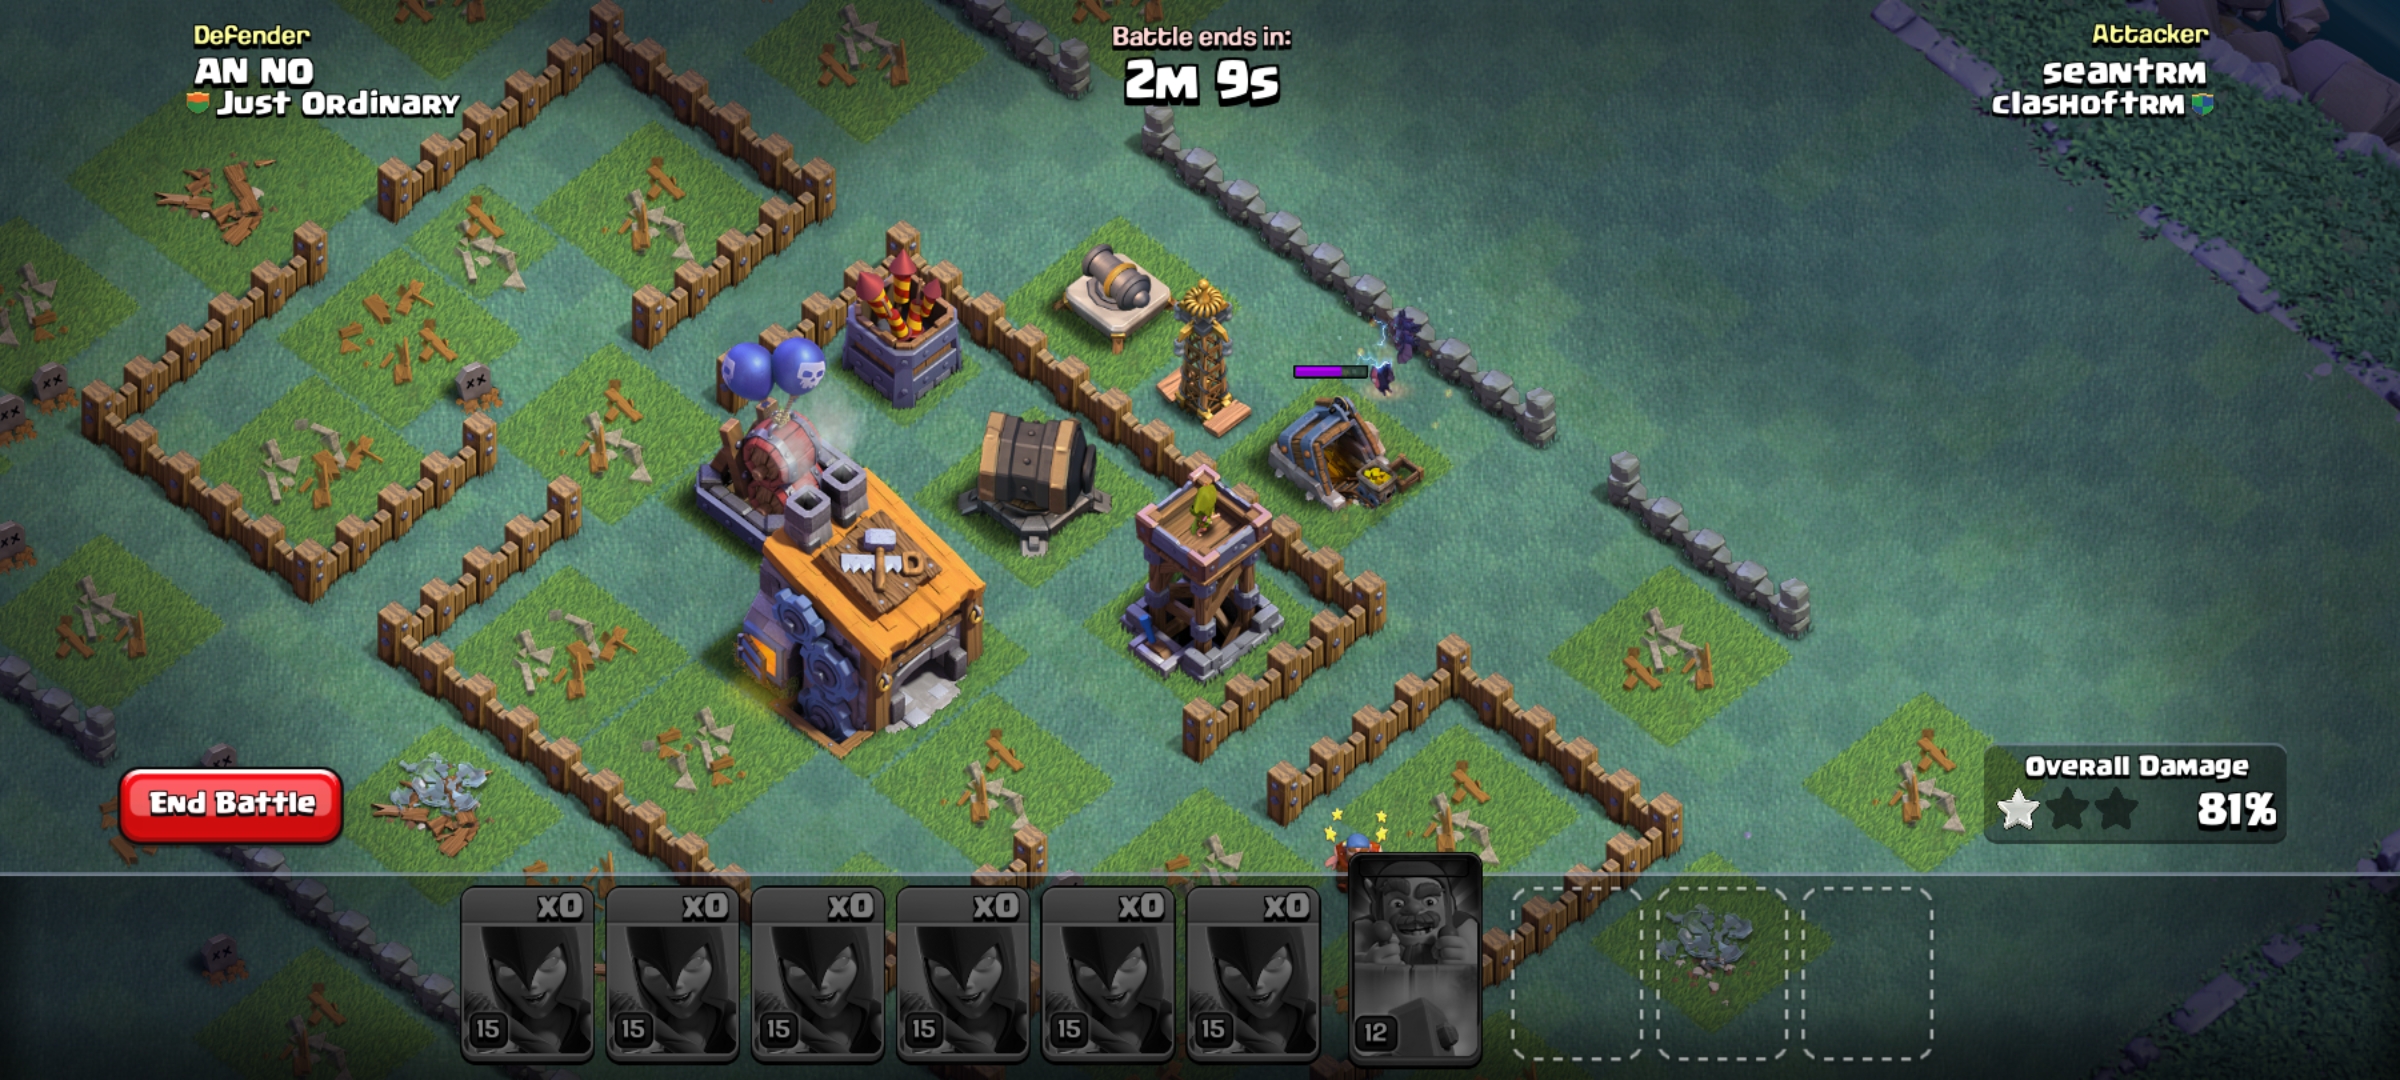 Defender
AN NO
Just Ordinary
Battle ends in:
2M 9s
Attacker
seantRM
clashoftRM
End Battle
Overall Damage
81%
x0
x0
x0
x0
x0
x0
15
15
15
15
15
15
12